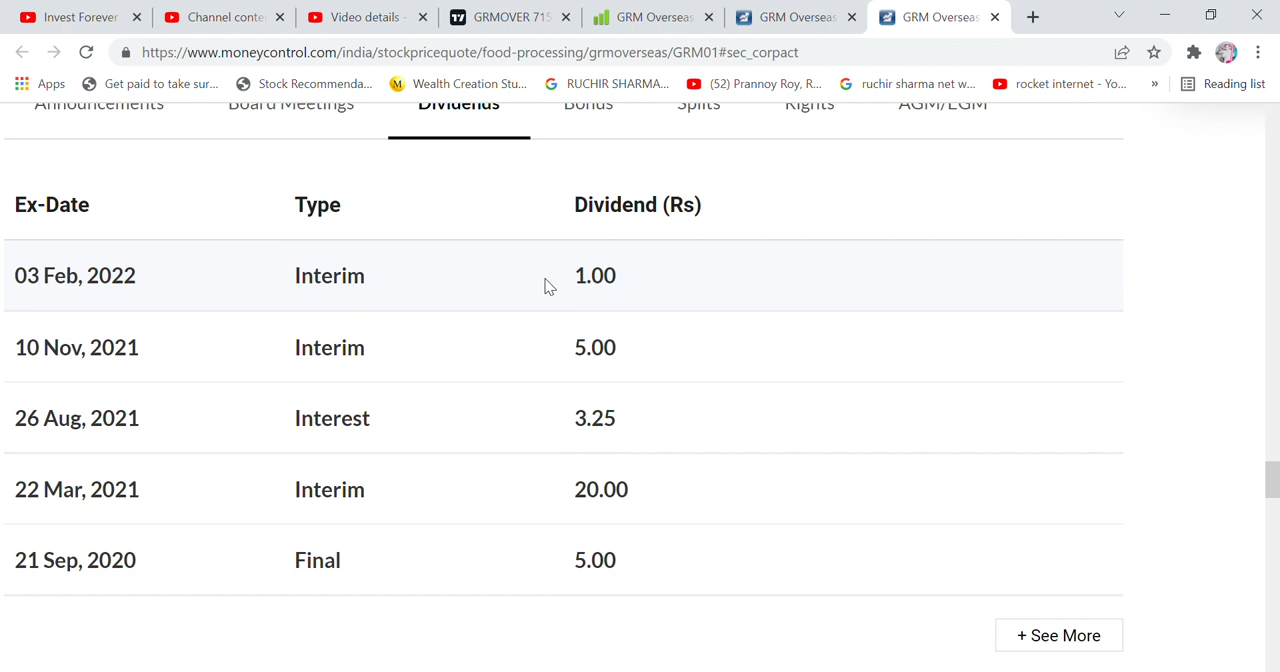 Invest Forever
Channel conte
Video details -
GRMOVER 715
GRM Overseas
GRM Overseas
GRM Overseas
https://www.moneycontrol.com/india/stockpricequote/food-processing/grmoverseas/GRM01#sec_corpact
Apps
Get paid to take sur...
Stock Recommenda...
M Wealth Creation Stu...
RUCHIR SHARMA...
(52) Prannoy Roy, R...
ruchir sharma net w...
rocket internet - Yo...
»
Reading list
Announcements Board Meetings Dividends Bonus Splits Rights AGM/EGM
Ex-Date Type Dividend (Rs)
03 Feb, 2022 Interim 1.00
10 Nov, 2021 Interim 5.00
26 Aug, 2021 Interest 3.25
22 Mar, 2021 Interim 20.00
21 Sep, 2020 Final 5.00
+ See More